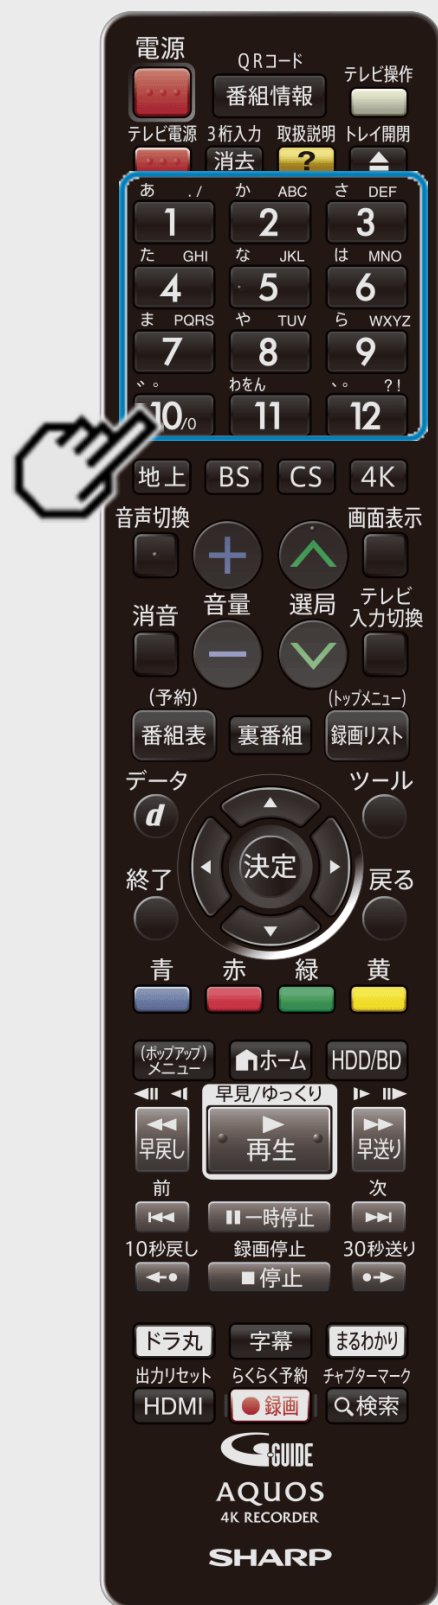 電源
QRコード
テレビ操作
番組情報
テレビ電源 3桁入力 取扱説明 トレイ開閉
消去 ?
あ ./ か ABC さ DEF
1 2 3
た GHI な JKL は MNO
4 5 6
ま PQRS や TUV ら WXYZ
7 8 9
゛゜ わをん 、。 ?!
10/0 11 12
地上 BS CS 4K
音声切換 画面表示
消音 音量 選局 テレビ
入力切換
(予約) (トップメニュー)
番組表 裏番組 録画リスト
データ ツール
d
決定
終了 戻る
青 赤 緑 黄
(ポップアップ)
メニュー ホーム HDD/BD
早見/ゆっくり
早戻し 再生 早送り
前 次
一時停止
10秒戻し 録画停止 30秒送り
停止
ドラ丸 字幕 まるわかり
出力リセット らくらく予約 チャプターマーク
HDMI 録画 検索
G-GUIDE
AQUOS
4K RECORDER
SHARP